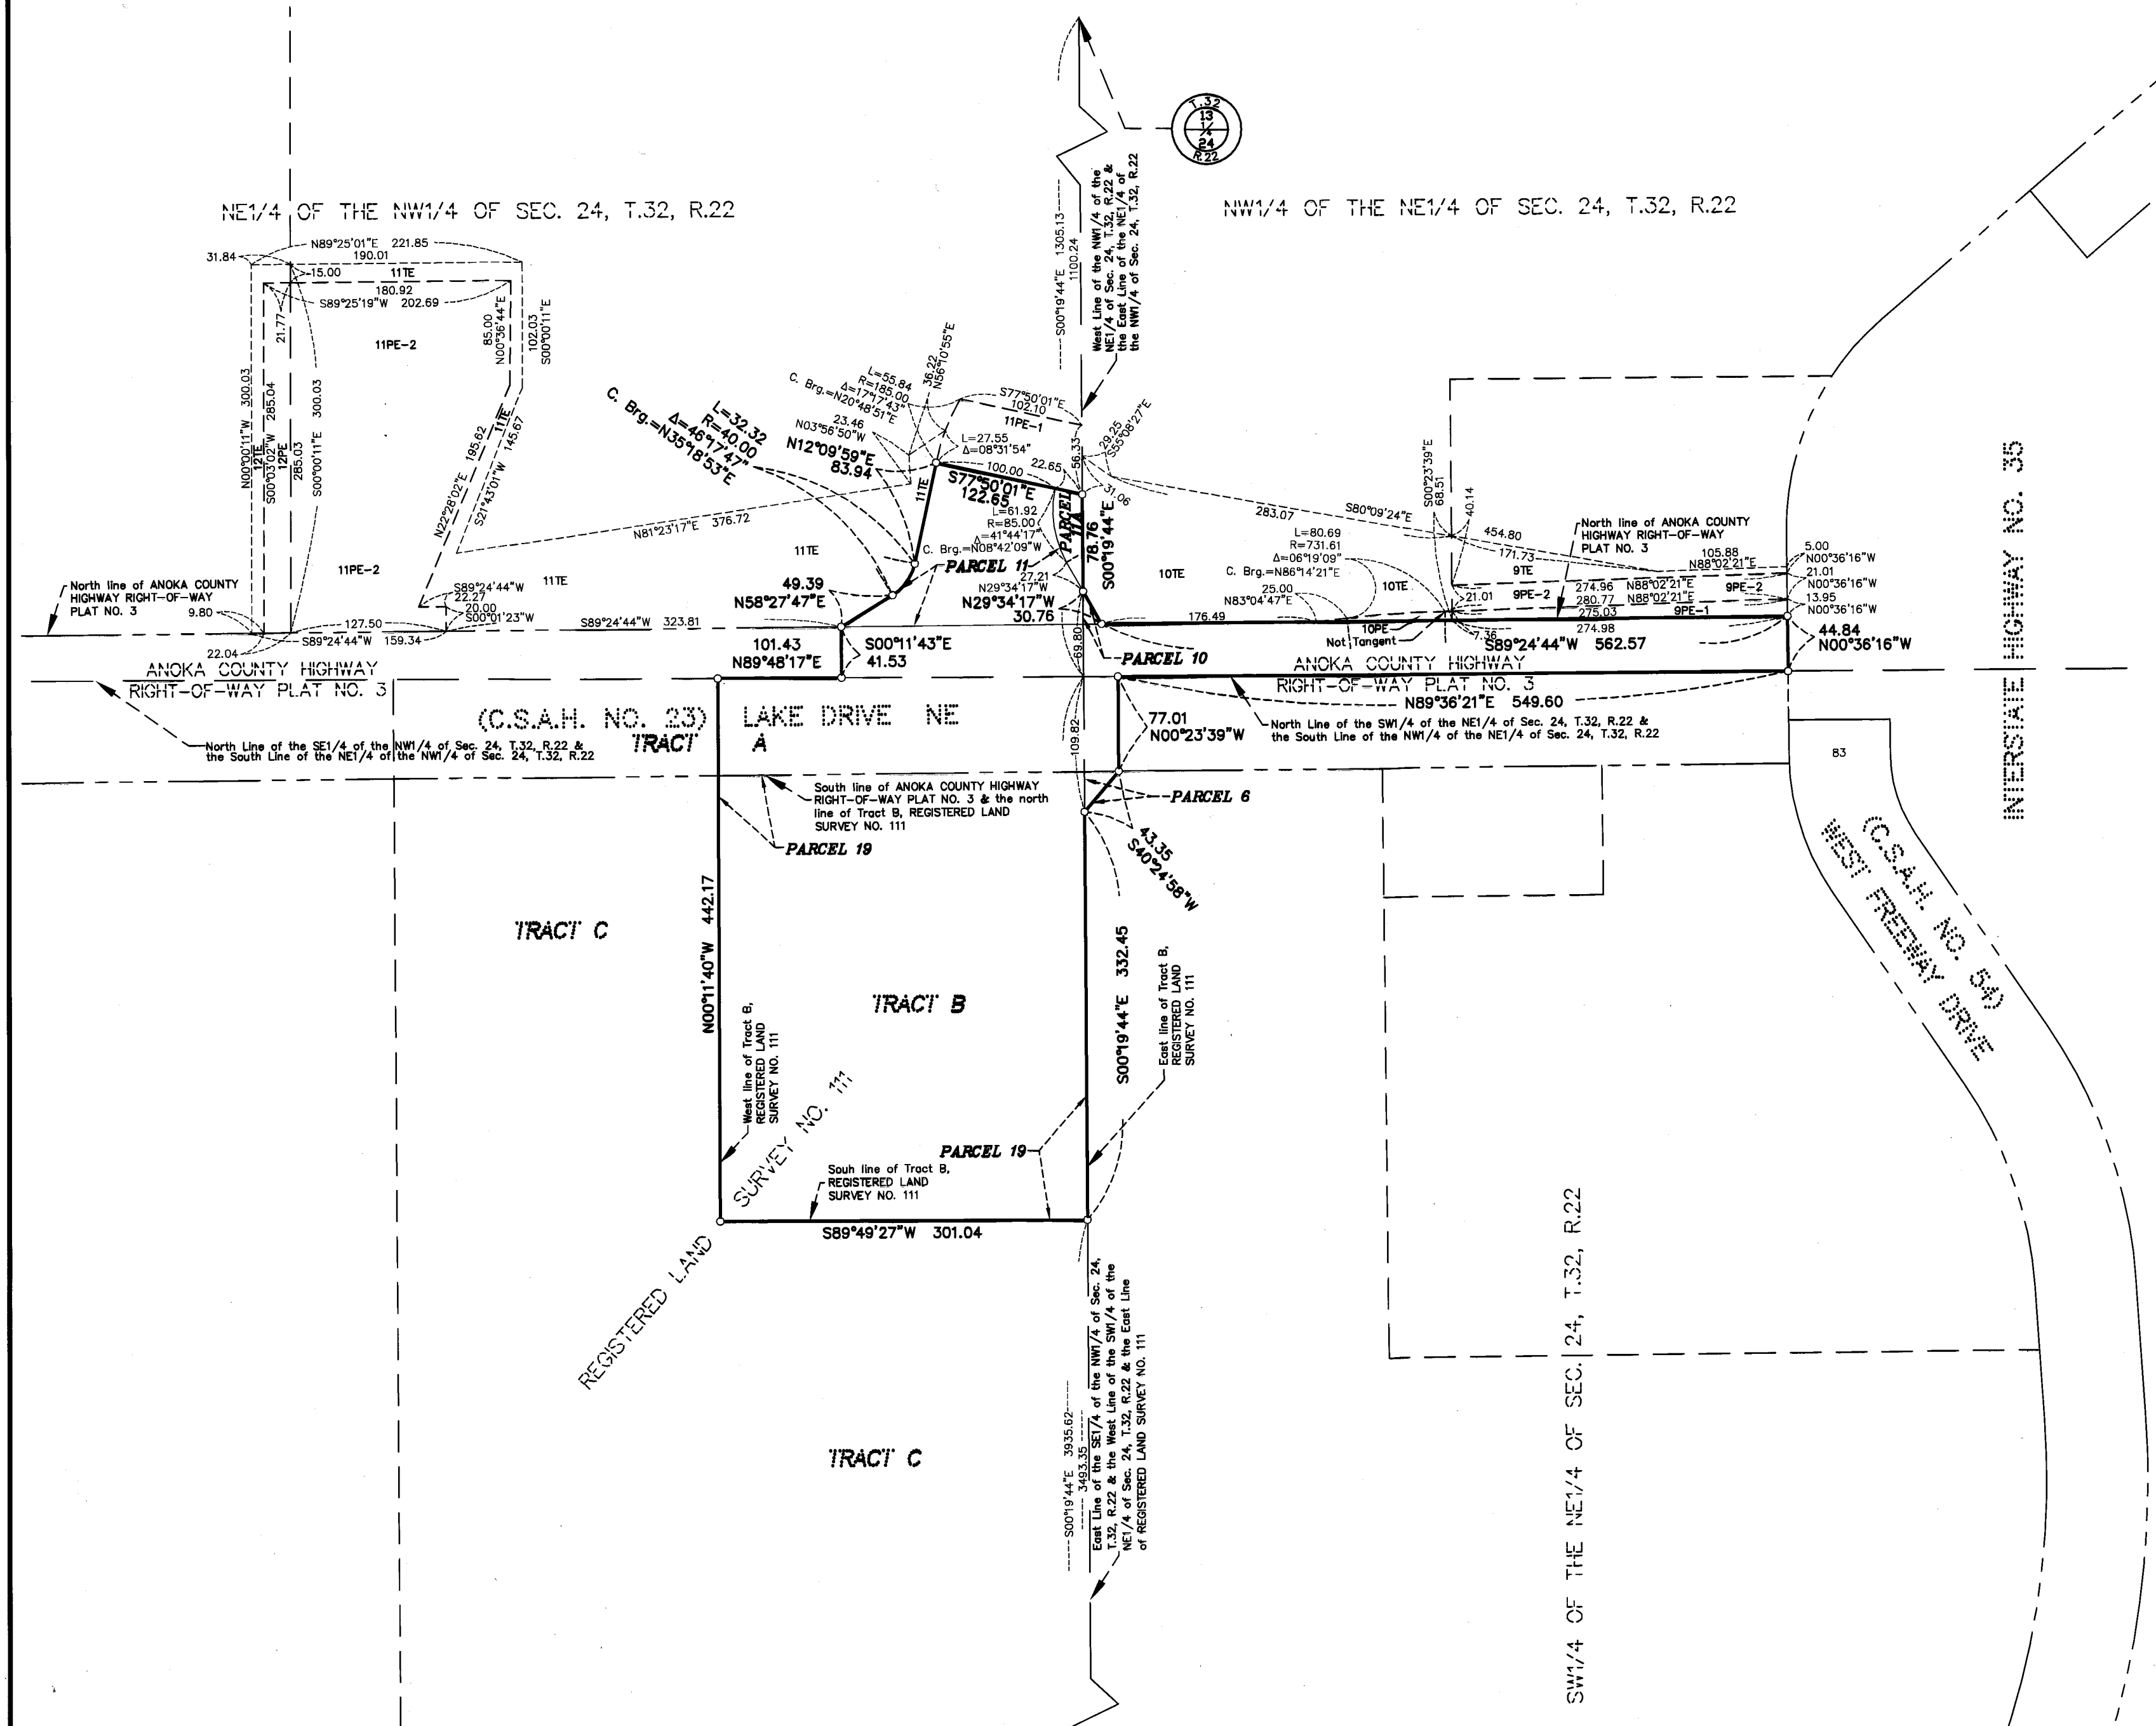 T.32
13
1/4
24
R.22
NE1/4 OF THE NW1/4 OF SEC. 24, T.32, R.22
NW1/4 OF THE NE1/4 OF SEC. 24, T.32, R.22
West Line of the NW1/4 of the
NE1/4 of Sec. 24, T.32, R.22 &
the East Line of the NE1/4 of
the NW1/4 of Sec. 24, T.32, R.22
S00°19'44"E 1305.13
1100.24
N89°25'01"E 221.85
31.84
190.01
15.00
11TE
180.92
S89°25'19"W 202.69
21.77
11PE-2
85.00
N00°36'44"E
102.03
S00°00'11"E
N00°00'11"W 300.03
12TE
S00°03'02"W 285.04
12PE
285.03
S00°00'11"E 300.03
N22°28'02"E 195.62
11TE
S21°43'01"W 145.67
11PE-2
S89°24'44"W
22.27
20.00
S00°01'23"W
11TE
North line of ANOKA COUNTY
HIGHWAY RIGHT-OF-WAY
PLAT NO. 3
9.80
127.50
S89°24'44"W 159.34
22.04
S89°24'44"W 323.81
N81°23'17"E 376.72
L=32.32
R=40.00
Δ=46°17'47"
C. Brg.=N35°18'53"E
L=55.84
R=185.00
Δ=17°17'43"
C. Brg.=N20°48'51"E
36.22
N56°10'55"E
23.46
N03°56'50"W
N12°09'59"E
83.94
S77°50'01"E
102.10
11PE-1
L=27.55
Δ=08°31'54"
100.00
22.65
56.33
29.25
S55°08'27"E
31.06
S77°50'01"E
122.65
11TE
L=61.92
R=85.00
Δ=41°44'17"
C. Brg.=N08°42'09"W
PARCEL
11A
78.76
S00°19'44"E
11TE
PARCEL 11
27.21
N29°34'17"W
N29°34'17"W
30.76
49.39
N58°27'47"E
101.43
N89°48'17"E
S00°11'43"E
41.53
69.80
10TE
283.07
S80°09'24"E
454.80
171.73
S00°23'39"E
68.51
40.14
L=80.69
R=731.61
Δ=06°19'09"
C. Brg.=N86°14'21"E
25.00
N83°04'47"E
176.49
10TE
10PE
Not Tangent
21.01
7.36
North line of ANOKA COUNTY
HIGHWAY RIGHT-OF-WAY
PLAT NO. 3
105.88
N88°02'21"E
9TE
9PE-2
274.96
N88°02'21"E
9PE-2
280.77
N88°02'21"E
275.03
9PE-1
274.98
5.00
N00°36'16"W
21.01
N00°36'16"W
13.95
N00°36'16"W
44.84
N00°36'16"W
S89°24'44"W 562.57
PARCEL 10
INTERSTATE HIGHWAY NO. 35
ANOKA COUNTY HIGHWAY
RIGHT-OF-WAY PLAT NO. 3
ANOKA COUNTY HIGHWAY
RIGHT-OF-WAY PLAT NO. 3
N89°36'21"E 549.60
(C.S.A.H. NO. 23) LAKE DRIVE NE
TRACT A
North Line of the SE1/4 of the NW1/4 of Sec. 24, T.32, R.22 &
the South Line of the NE1/4 of the NW1/4 of Sec. 24, T.32, R.22
77.01
N00°23'39"W
109.82
North Line of the SW1/4 of the NE1/4 of Sec. 24, T.32, R.22 &
the South Line of the NW1/4 of the NE1/4 of Sec. 24, T.32, R.22
83
South line of ANOKA COUNTY HIGHWAY
RIGHT-OF-WAY PLAT NO. 3 & the north
line of Tract B, REGISTERED LAND
SURVEY NO. 111
PARCEL 6
PARCEL 19
43.35
S40°24'58"W
(C.S.A.H. NO. 54)
WEST FREEWAY DRIVE
N00°11'40"W 442.17
TRACT C
TRACT B
S00°19'44"E 332.45
East line of Tract B,
REGISTERED LAND
SURVEY NO. 111
West line of Tract B,
REGISTERED LAND
SURVEY NO. 111
PARCEL 19
Souh line of Tract B,
REGISTERED LAND
SURVEY NO. 111
S89°49'27"W 301.04
REGISTERED LAND SURVEY NO. 111
East Line of the SE1/4 of the NW1/4 of Sec. 24,
T.32, R.22 & the West Line of the SW1/4 of the
NE1/4 of Sec. 24, T.32, R.22 & the East Line
of REGISTERED LAND SURVEY NO. 111
S00°19'44"E 3935.62
3493.35
TRACT C
SW1/4 OF THE NE1/4 OF SEC. 24, T.32, R.22